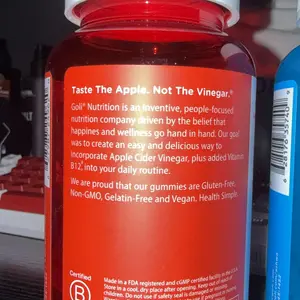 Taste The Apple. Not The Vinegar.®
Goli® Nutrition is an inventive, people-focused
nutrition company driven by the belief that
happines and wellness go hand in hand. Our goal
was to create an easy and delicious way to
incorporate Apple Cider Vinegar, plus added Vitamin
B12, into your daily routine.
We are proud that our gummies are Gluten-Free,
Non-GMO, Gelatin-Free and Vegan. Health Simple.
Certified
B
Made in a FDA registered and cGMP certified facility in the U.S.A.
Store in a cool, dry place after opening. Keep out of reach of
children. Do not use if safety seal is damaged or missing.